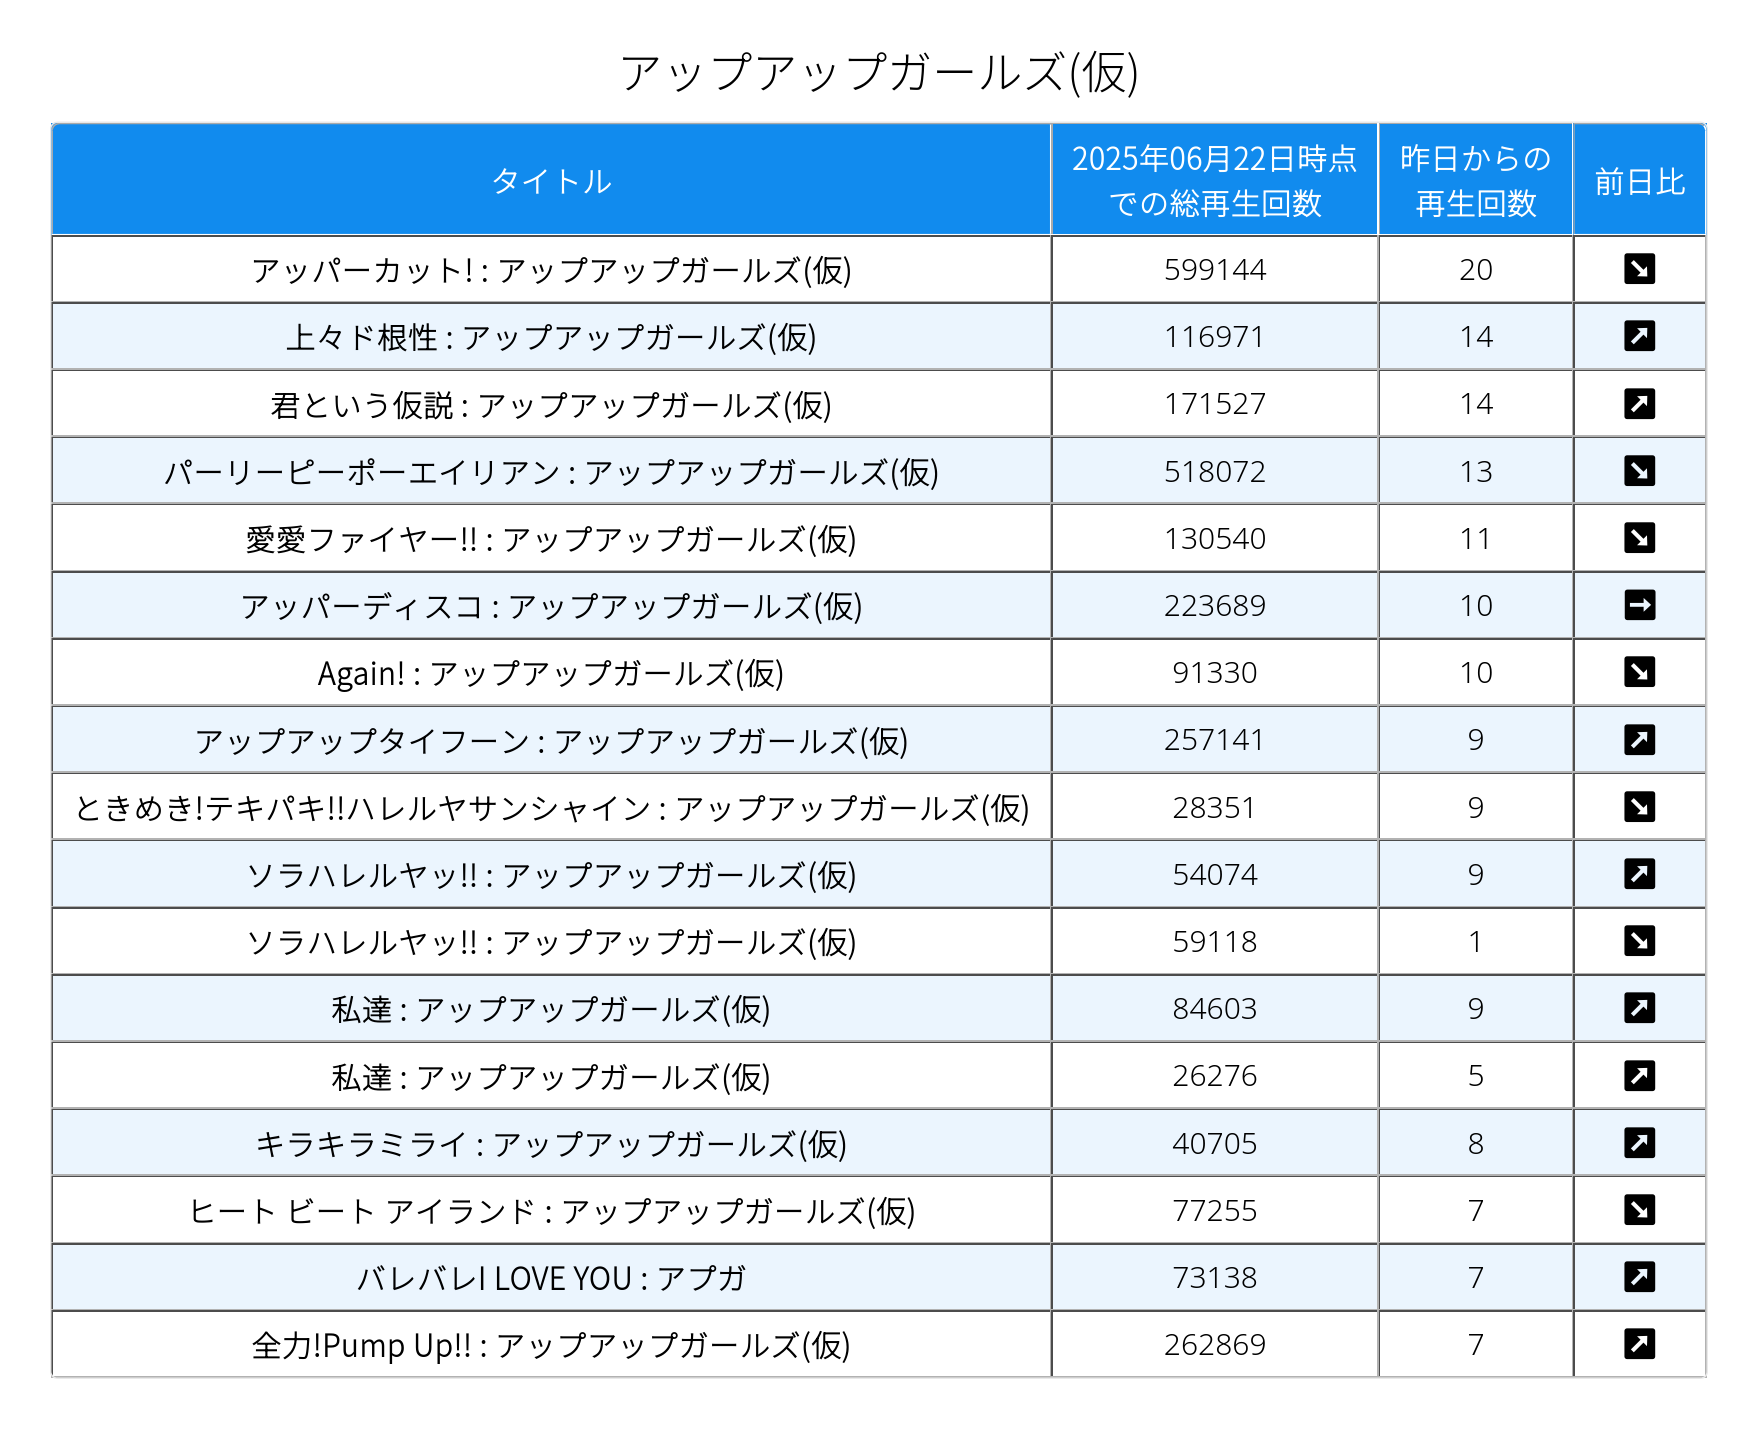 アップアップガールズ(仮)
タイトル 2025年06月22日時点での総再生回数 昨日からの再生回数 前日比
アッパーカット! : アップアップガールズ(仮) 599144 20 ↘
上々ド根性 : アップアップガールズ(仮) 116971 14 ↗
君という仮説 : アップアップガールズ(仮) 171527 14 ↗
パーリーピーポーエイリアン : アップアップガールズ(仮) 518072 13 ↘
愛愛ファイヤー!! : アップアップガールズ(仮) 130540 11 ↘
アッパーディスコ : アップアップガールズ(仮) 223689 10 →
Again! : アップアップガールズ(仮) 91330 10 ↘
アップアップタイフーン : アップアップガールズ(仮) 257141 9 ↗
ときめき!テキパキ!!ハレルヤサンシャイン : アップアップガールズ(仮) 28351 9 ↘
ソラハレルヤッ!! : アップアップガールズ(仮) 54074 9 ↗
ソラハレルヤッ!! : アップアップガールズ(仮) 59118 1 ↘
私達 : アップアップガールズ(仮) 84603 9 ↗
私達 : アップアップガールズ(仮) 26276 5 ↗
キラキラミライ : アップアップガールズ(仮) 40705 8 ↗
ヒート ビート アイランド : アップアップガールズ(仮) 77255 7 ↘
バレバレI LOVE YOU : アプガ 73138 7 ↗
全力!Pump Up!! : アップアップガールズ(仮) 262869 7 ↗